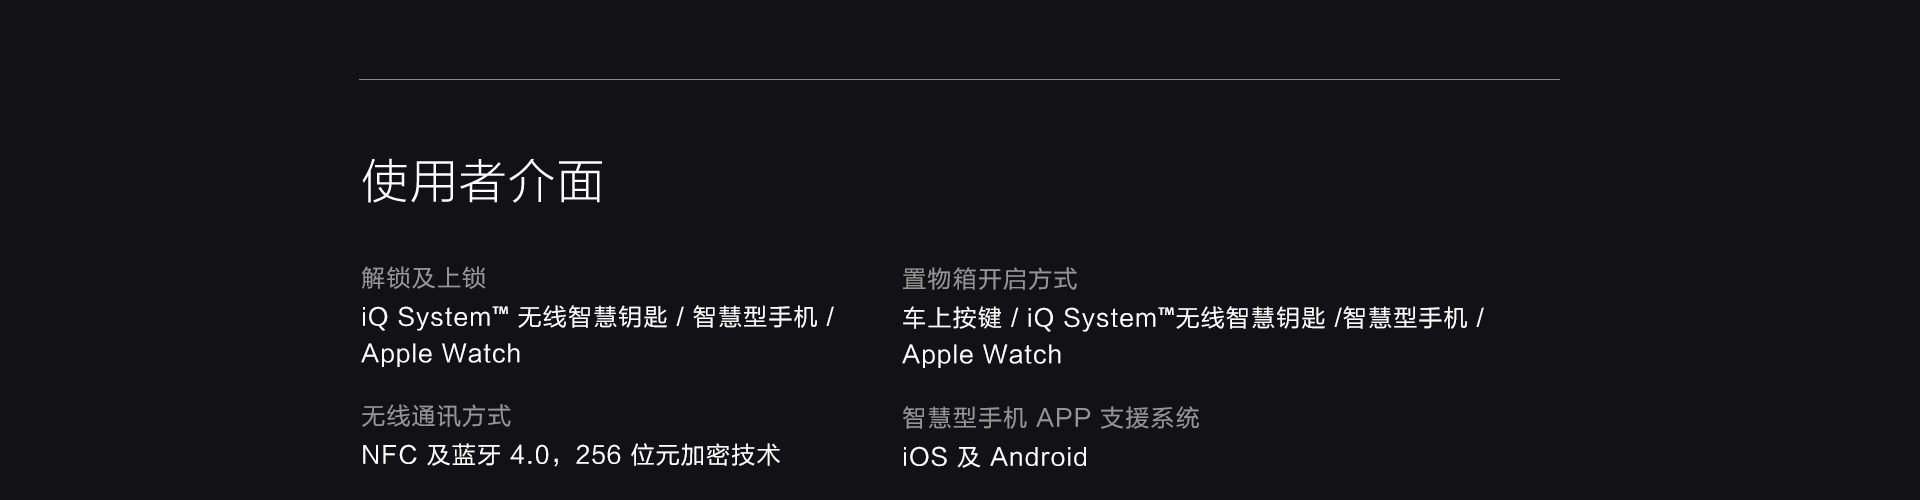 使用者介面
解锁及上锁
iQ System™ 无线智慧钥匙 / 智慧型手机 /
Apple Watch
置物箱开启方式
车上按键 / iQ System™无线智慧钥匙 /智慧型手机 /
Apple Watch
无线通讯方式
NFC 及蓝牙 4.0，256 位元加密技术
智慧型手机 APP 支援系统
iOS 及 Android